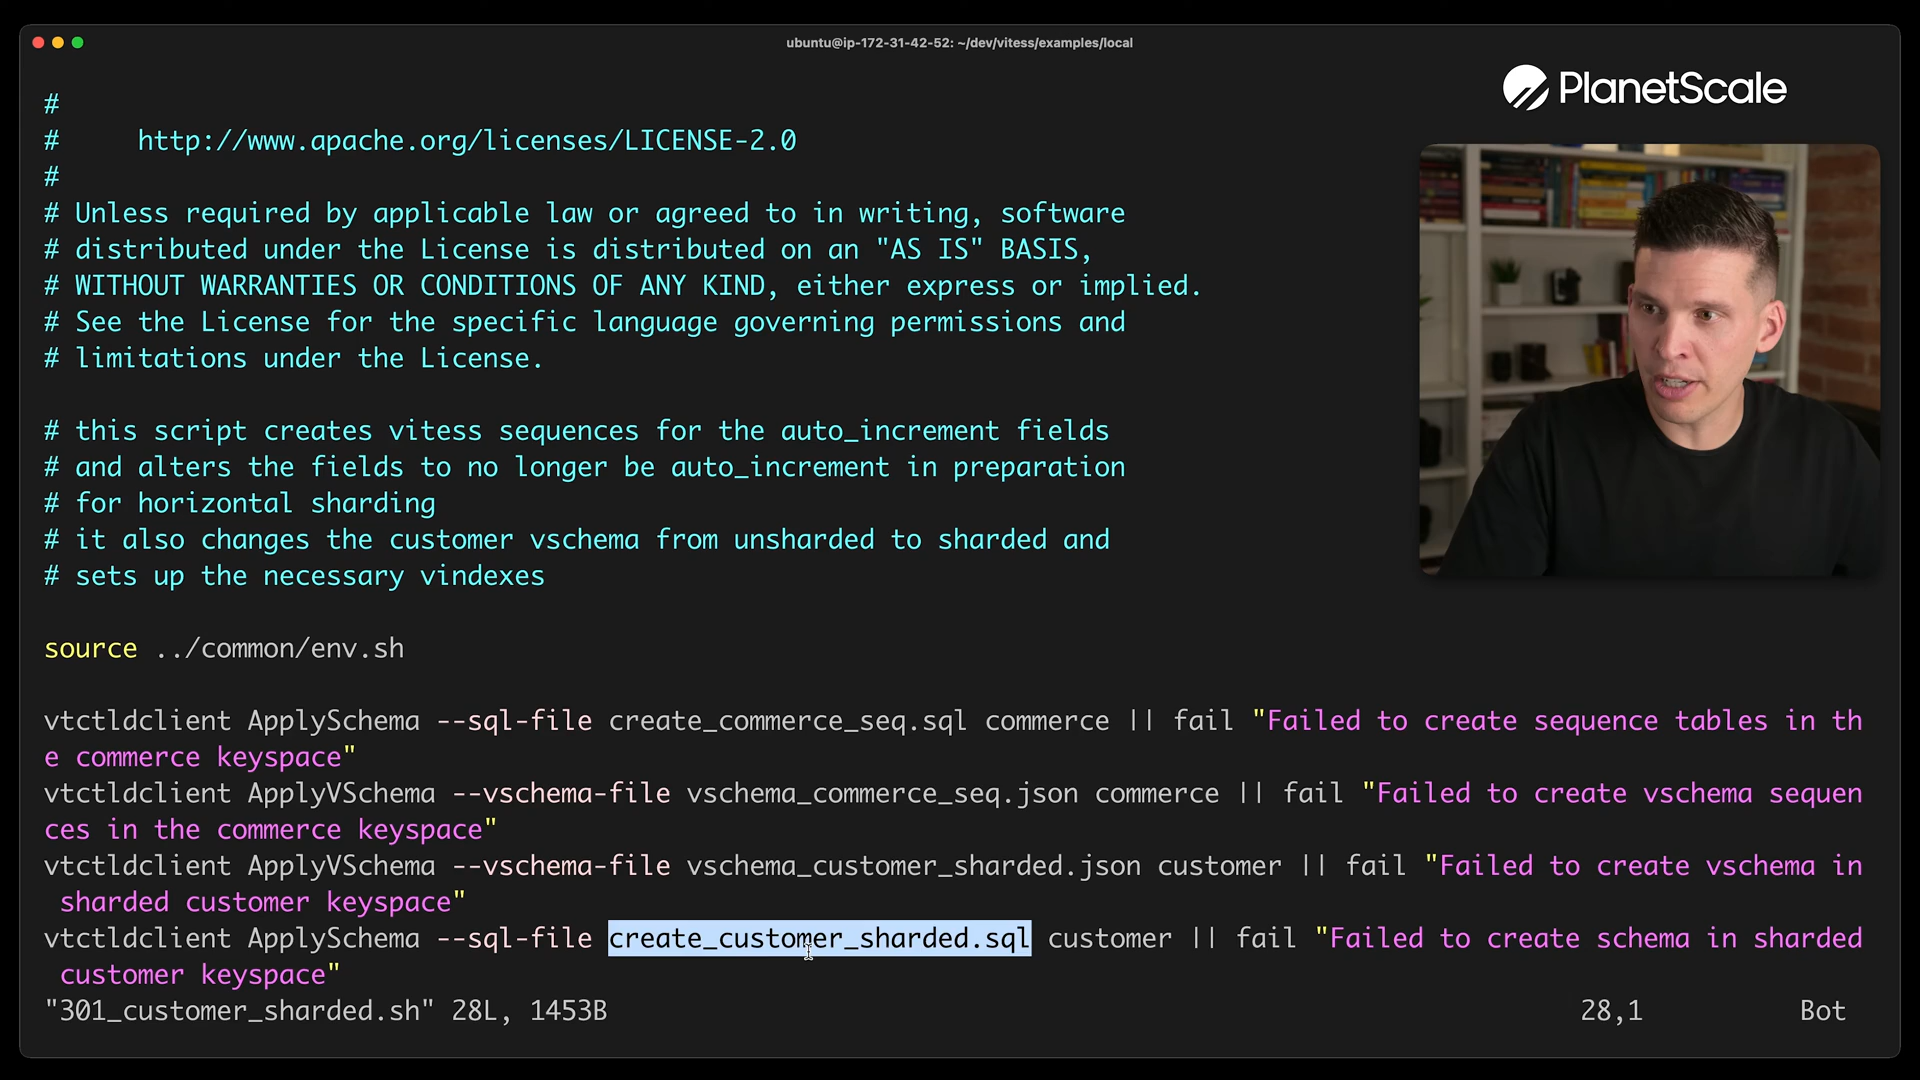 ubuntu@ip-172-31-42-52: ~/dev/vitess/examples/local
PlanetScale
#
#     http://www.apache.org/licenses/LICENSE-2.0
#
# Unless required by applicable law or agreed to in writing, software
# distributed under the License is distributed on an "AS IS" BASIS,
# WITHOUT WARRANTIES OR CONDITIONS OF ANY KIND, either express or implied.
# See the License for the specific language governing permissions and
# limitations under the License.
# this script creates vitess sequences for the auto_increment fields
# and alters the fields to no longer be auto_increment in preparation
# for horizontal sharding
# it also changes the customer vschema from unsharded to sharded and
# sets up the necessary vindexes
source ../common/env.sh
vtctldclient ApplySchema --sql-file create_commerce_seq.sql commerce || fail "Failed to create sequence tables in th
e commerce keyspace"
vtctldclient ApplyVSchema --vschema-file vschema_commerce_seq.json commerce || fail "Failed to create vschema sequen
ces in the commerce keyspace"
vtctldclient ApplyVSchema --vschema-file vschema_customer_sharded.json customer || fail "Failed to create vschema in
 sharded customer keyspace"
vtctldclient ApplySchema --sql-file create_customer_sharded.sql customer || fail "Failed to create schema in sharded
 customer keyspace"
"301_customer_sharded.sh" 28L, 1453B 28,1 Bot